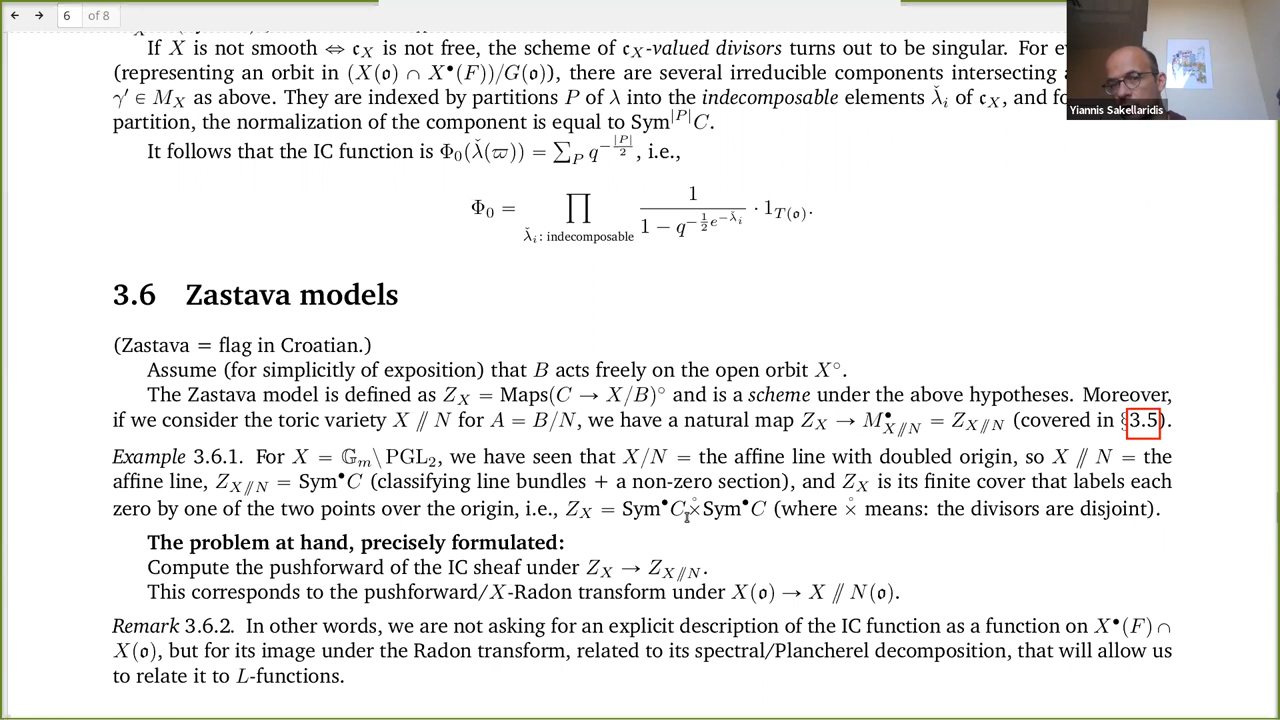 6 of 8
If X is not smooth ⇔ 𝔠_X is not free, the scheme of 𝔠_X-valued divisors turns out to be singular. For
(representing an orbit in (X(𝔬) ∩ X^•(F))/G(𝔬)), there are several irreducible components intersecting
γ′ ∈ M_X as above. They are indexed by partitions P of λ into the indecomposable elements λ̌_i of 𝔠_X, and
partition, the normalization of the component is equal to Sym^{|P|}C.
Yiannis Sakellaridis
It follows that the IC function is Φ_0(λ̌(ϖ)) = ∑_P q^{-|P|/2}, i.e.,
Φ_0 = ∏_{λ̌_i: indecomposable} 1/(1 − q^{-1/2} e^{-λ̌_i}) · 1_{T(𝔬)}.
3.6 Zastava models
(Zastava = flag in Croatian.)
Assume (for simplicitly of exposition) that B acts freely on the open orbit X°.
The Zastava model is defined as Z_X = Maps(C → X/B)° and is a scheme under the above hypotheses. Moreover,
if we consider the toric variety X ⫽ N for A = B/N, we have a natural map Z_X → M^•_{X⫽N} = Z_{X⫽N} (covered in §3.5).
Example 3.6.1. For X = 𝔾_m\PGL_2, we have seen that X/N = the affine line with doubled origin, so X ⫽ N = the
affine line, Z_{X⫽N} = Sym^•C (classifying line bundles + a non-zero section), and Z_X is its finite cover that labels each
zero by one of the two points over the origin, i.e., Z_X = Sym^•C ×̊ Sym^•C (where ×̊ means: the divisors are disjoint).
The problem at hand, precisely formulated:
Compute the pushforward of the IC sheaf under Z_X → Z_{X⫽N}.
This corresponds to the pushforward/X-Radon transform under X(𝔬) → X ⫽ N(𝔬).
Remark 3.6.2. In other words, we are not asking for an explicit description of the IC function as a function on X^•(F) ∩
X(𝔬), but for its image under the Radon transform, related to its spectral/Plancherel decomposition, that will allow us
to relate it to L-functions.